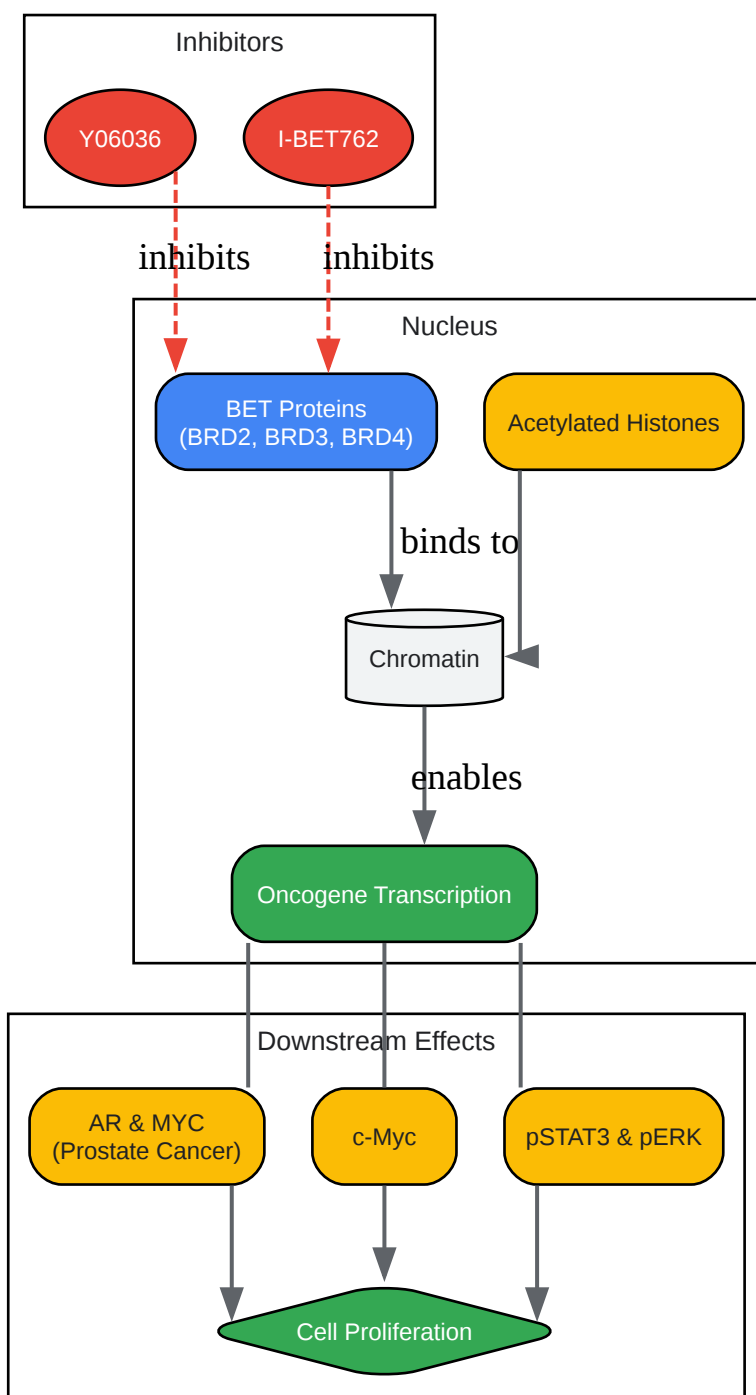 Inhibitors
Y06036
I-BET762
inhibits
inhibits
Nucleus
BET Proteins
(BRD2, BRD3, BRD4)
Acetylated Histones
binds to
Chromatin
enables
Oncogene Transcription
Downstream Effects
AR & MYC
(Prostate Cancer)
c-Myc
pSTAT3 & pERK
Cell Proliferation